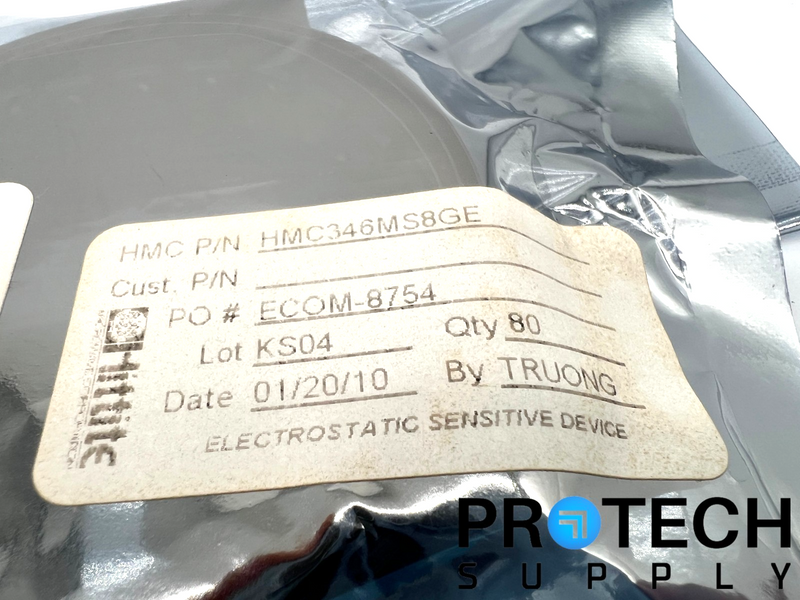 HMC P/N HMC346MS8GE
Cust. P/N
PO # ECOM-8754
Lot KS04 Qty 80
Date 01/20/10 By TRUONG
ELECTROSTATIC SENSITIVE DEVICE
Hittite
PROTECH
SUPPLY